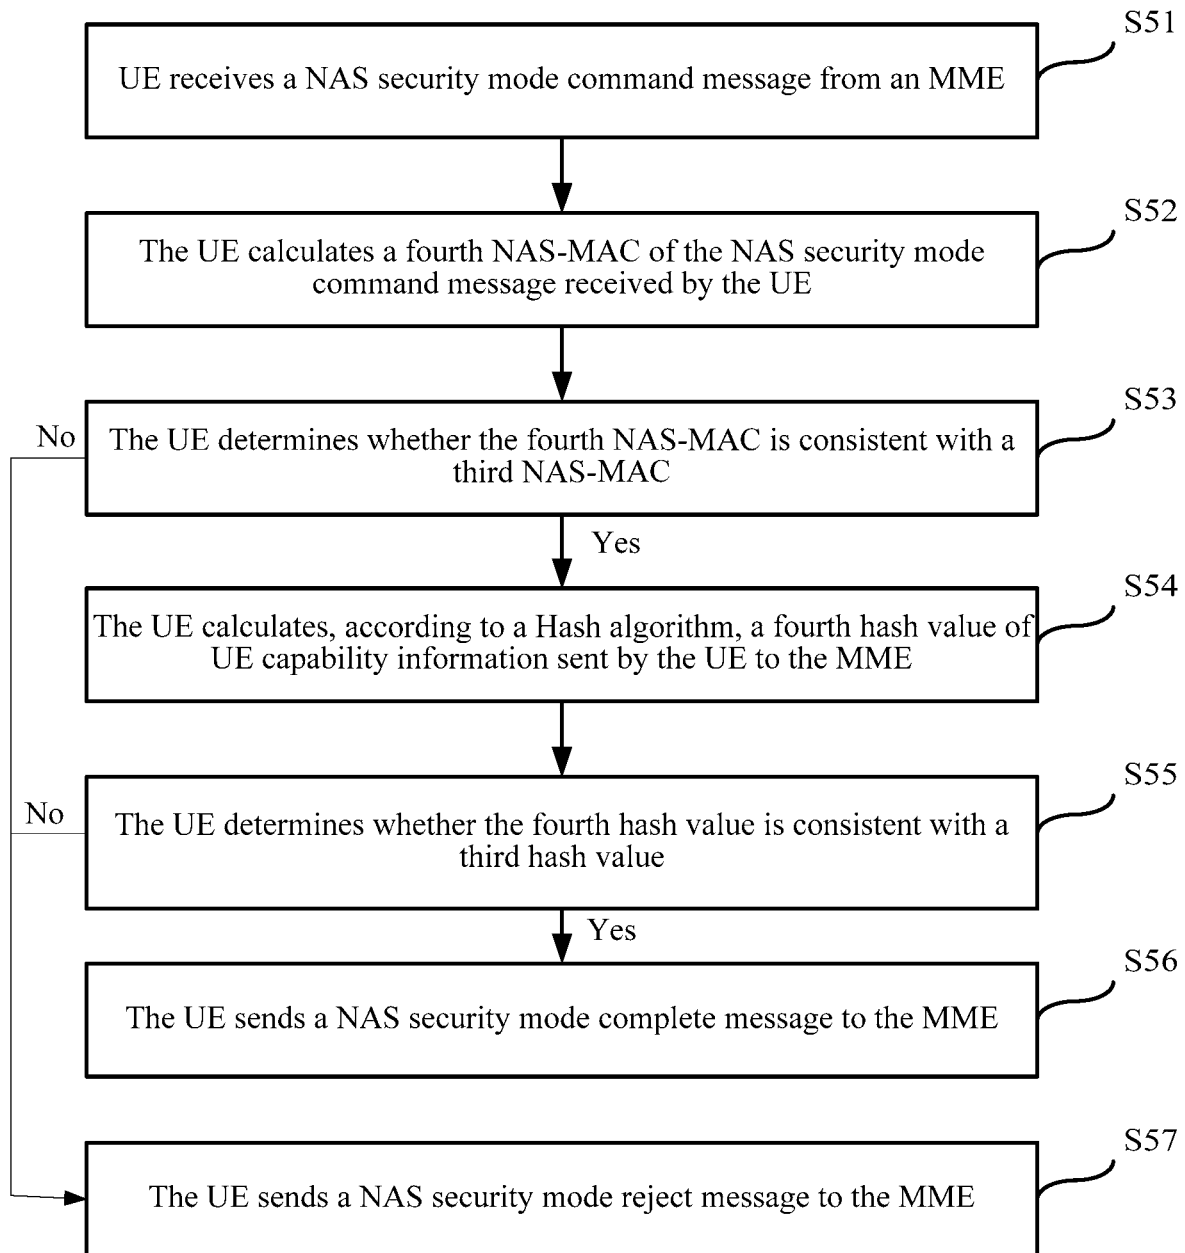 S51
UE receives a NAS security mode command message from an MME
S52
The UE calculates a fourth NAS-MAC of the NAS security mode
command message received by the UE
S53
No
The UE determines whether the fourth NAS-MAC is consistent with a
third NAS-MAC
Yes
S54
The UE calculates, according to a Hash algorithm, a fourth hash value of
UE capability information sent by the UE to the MME
S55
No
The UE determines whether the fourth hash value is consistent with a
third hash value
Yes
S56
The UE sends a NAS security mode complete message to the MME
S57
The UE sends a NAS security mode reject message to the MME